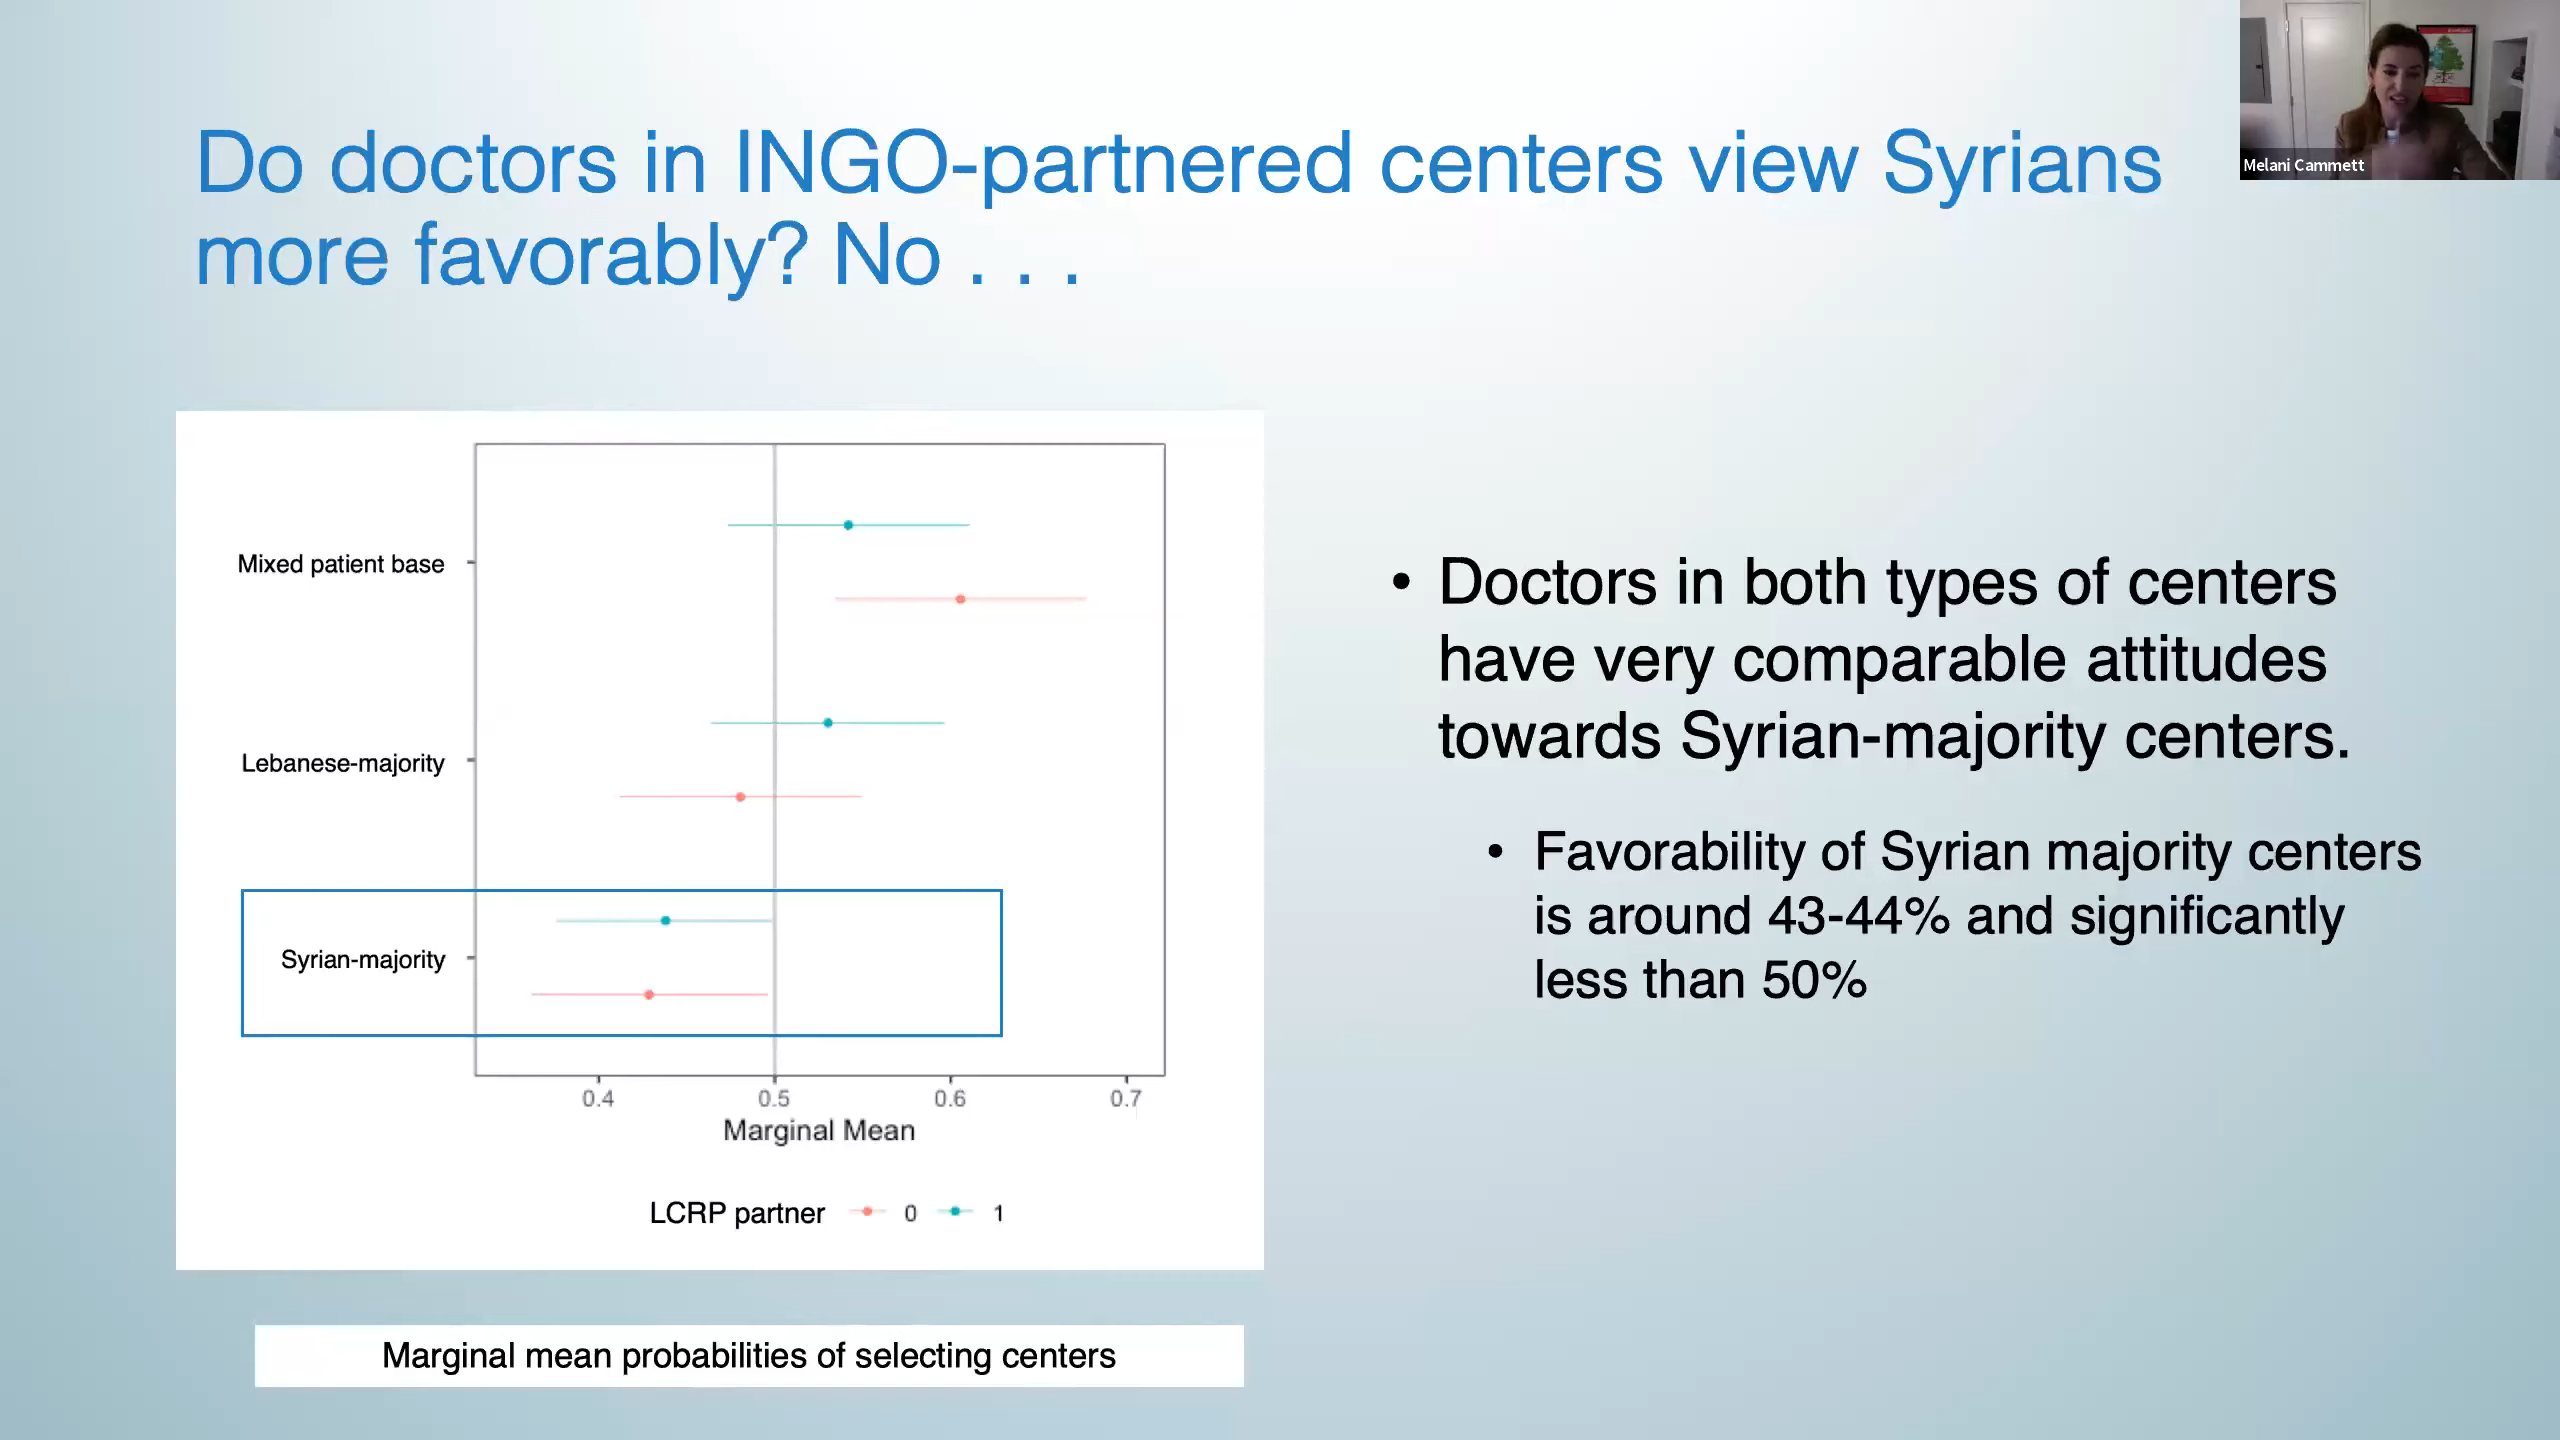 Do doctors in INGO-partnered centers view Syrians
more favorably? No . . .
Melani Cammett
Mixed patient base
Lebanese-majority
Syrian-majority
0.4 0.5 0.6 0.7
Marginal Mean
LCRP partner 0 1
Marginal mean probabilities of selecting centers
• Doctors in both types of centers
have very comparable attitudes
towards Syrian-majority centers.
• Favorability of Syrian majority centers
is around 43-44% and significantly
less than 50%